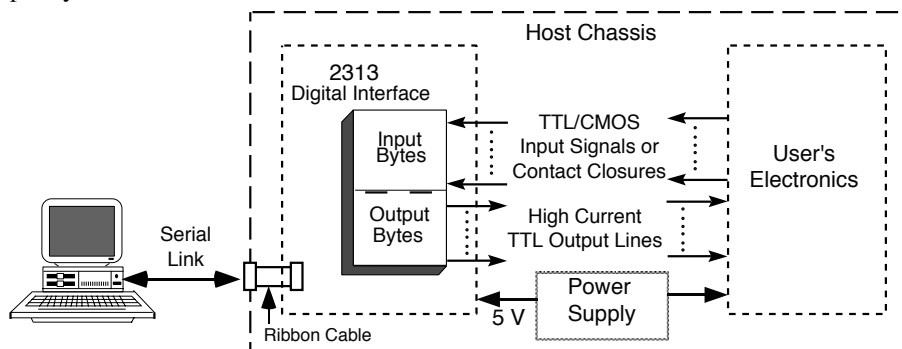 Host Chassis
2313
Digital Interface
Input
Bytes
Output
Bytes
TTL/CMOS
Input Signals or
Contact Closures
High Current
TTL Output Lines
User's
Electronics
Serial
Link
Ribbon Cable
5 V
Power
Supply